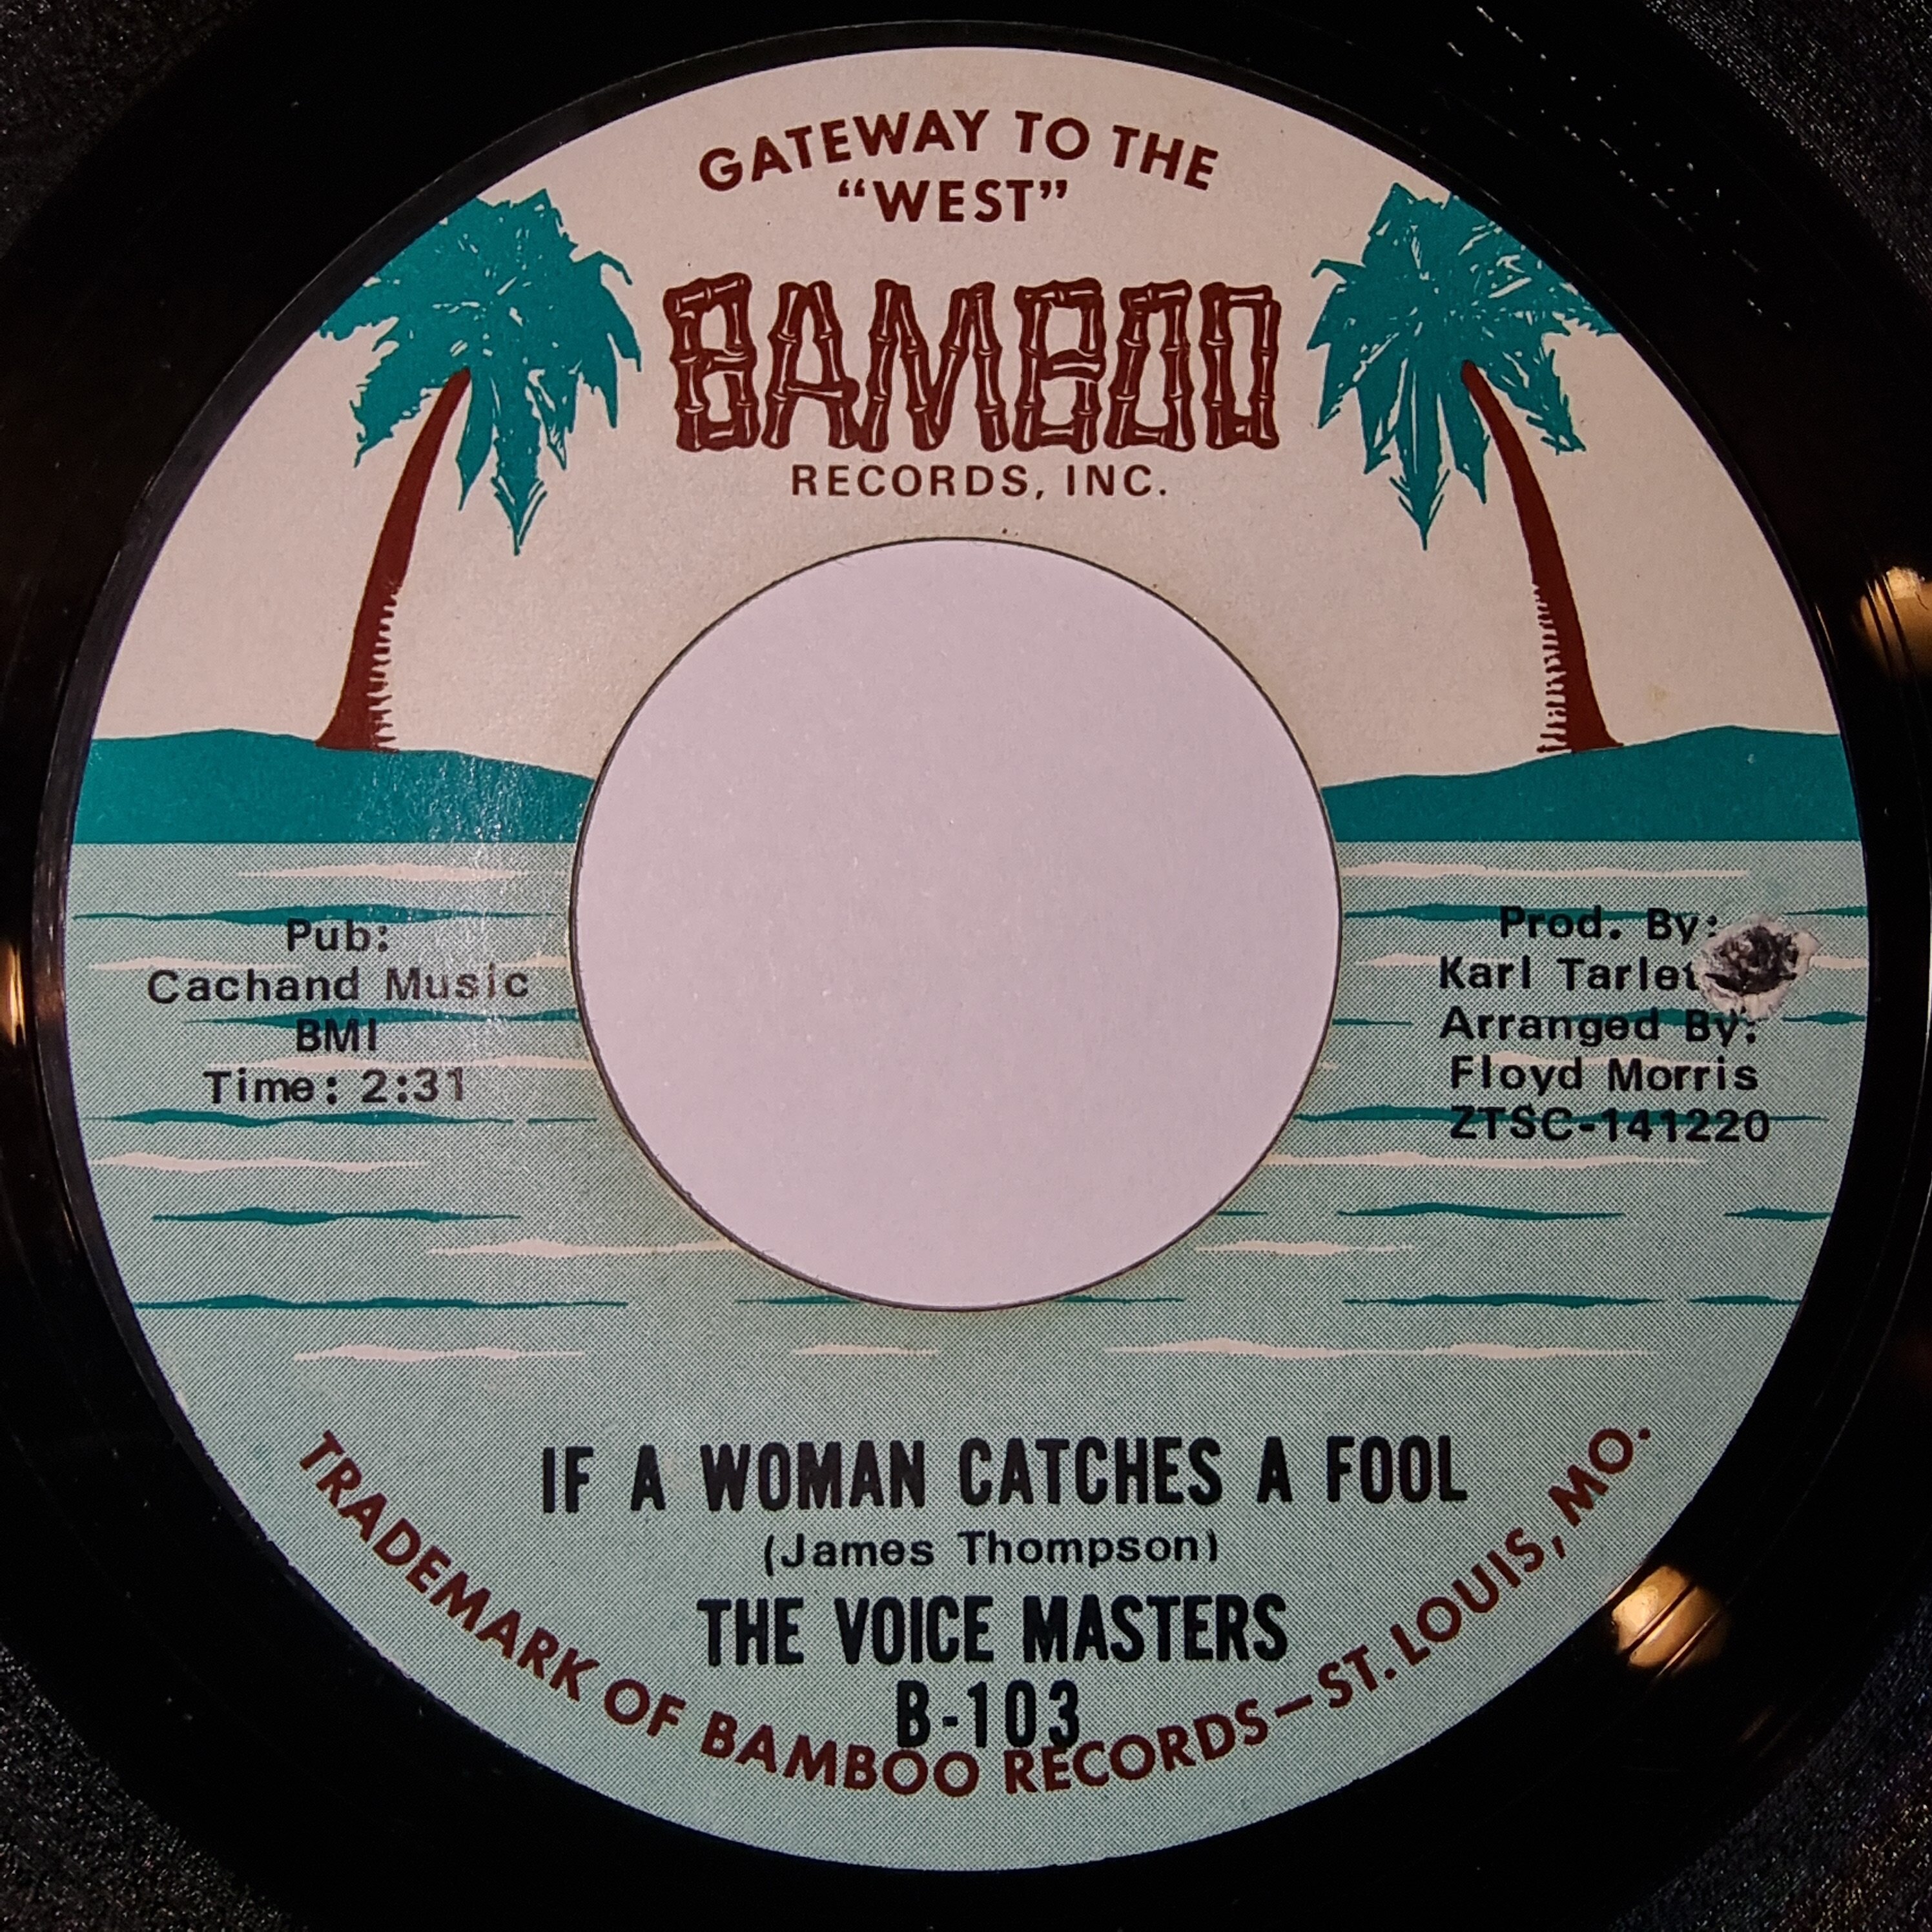 GATEWAY TO THE
“WEST”
BAMBOO
RECORDS, INC.
Pub:
Cachand Music
BMI
Time: 2:31
Prod. By:
Karl
Arranged By:
Floyd Morris
ZTSC-141220
IF A WOMAN CATCHES A FOOL
(James Thompson)
THE VOICE MASTERS
B-103
TRADEMARK OF BAMBOO RECORDS—ST. LOUIS, MO.